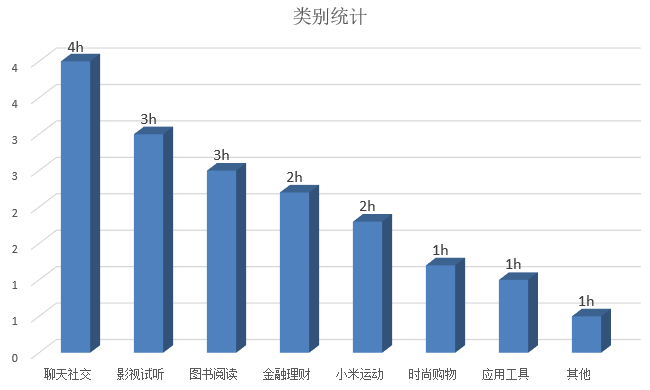 类别统计
4h
3h
3h
2h
2h
1h
1h
1h
4
4
3
3
2
2
1
1
0
聊天社交 影视试听 图书阅读 金融理财 小米运动 时尚购物 应用工具 其他